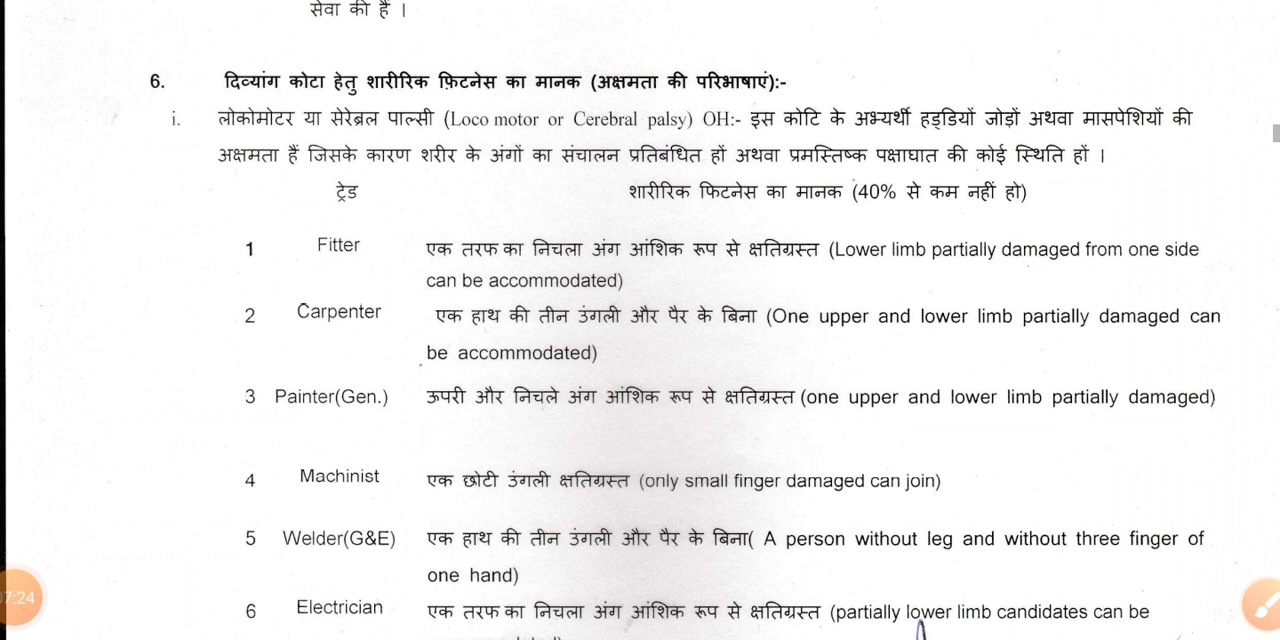 सेवा की हैं ।
6. दिव्यांग कोटा हेतु शारीरिक फ़िटनेस का मानक (अक्षमता की परिभाषाएं):-
i. लोकोमोटर या सेरेब्रल पाल्सी (Loco motor or Cerebral palsy) OH:- इस कोटि के अभ्यर्थी हड्डियों जोड़ों अथवा मासपेशियों की
अक्षमता हैं जिसके कारण शरीर के अंगों का संचालन प्रतिबंधित हों अथवा प्रमस्तिष्क पक्षाघात की कोई स्थिति हों ।
ट्रेड शारीरिक फिटनेस का मानक (40% से कम नहीं हो)
1 Fitter एक तरफ का निचला अंग आंशिक रूप से क्षतिग्रस्त (Lower limb partially damaged from one side
can be accommodated)
2 Carpenter एक हाथ की तीन उंगली और पैर के बिना (One upper and lower limb partially damaged can
be accommodated)
3 Painter(Gen.) ऊपरी और निचले अंग आंशिक रूप से क्षतिग्रस्त (one upper and lower limb partially damaged)
4 Machinist एक छोटी उंगली क्षतिग्रस्त (only small finger damaged can join)
5 Welder(G&E) एक हाथ की तीन उंगली और पैर के बिना( A person without leg and without three finger of
one hand)
6 Electrician एक तरफ का निचला अंग आंशिक रूप से क्षतिग्रस्त (partially lower limb candidates can be
07:24